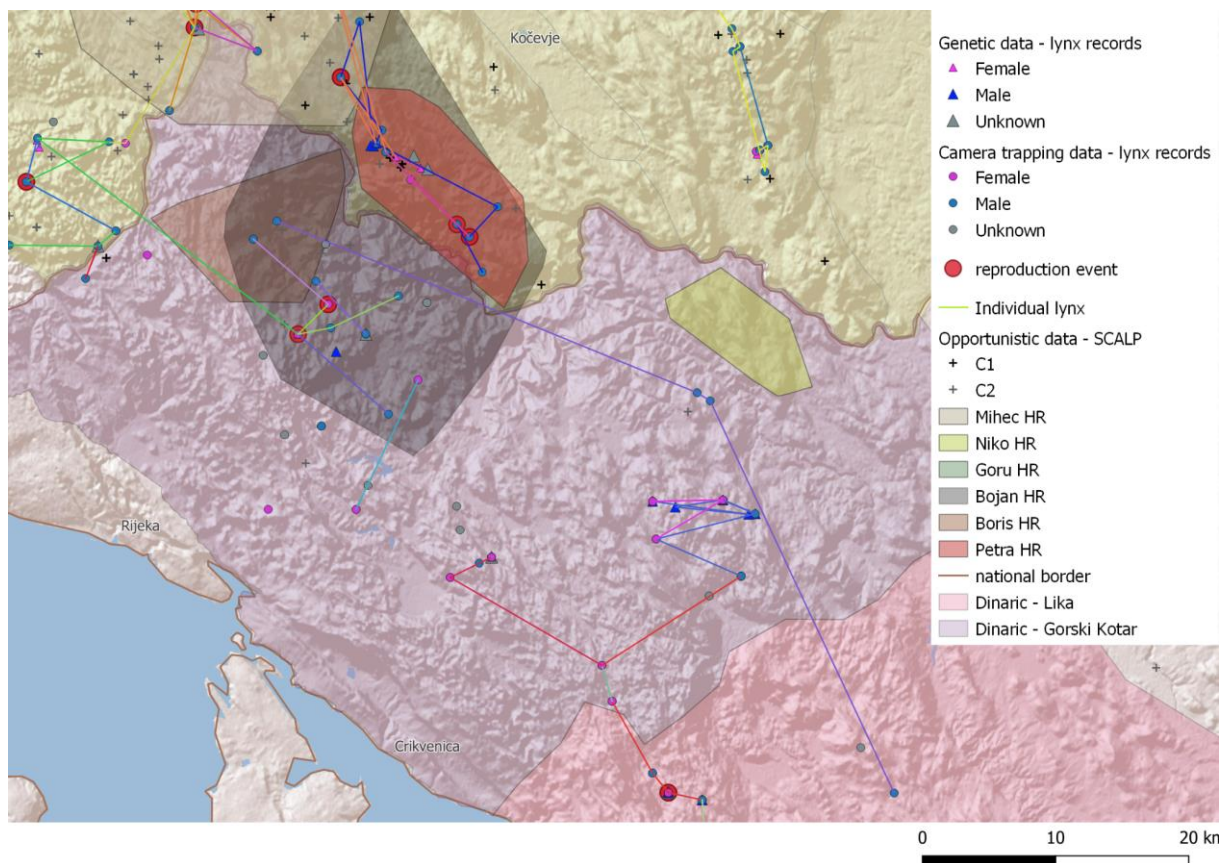 Kočevje
Rijeka
Crikvenica
Genetic data - lynx records
Female
Male
Unknown
Camera trapping data - lynx records
Female
Male
Unknown
reproduction event
Individual lynx
Opportunistic data - SCALP
C1
C2
Mihec HR
Niko HR
Goru HR
Bojan HR
Boris HR
Petra HR
national border
Dinaric - Lika
Dinaric - Gorski Kotar
0 10 20 km